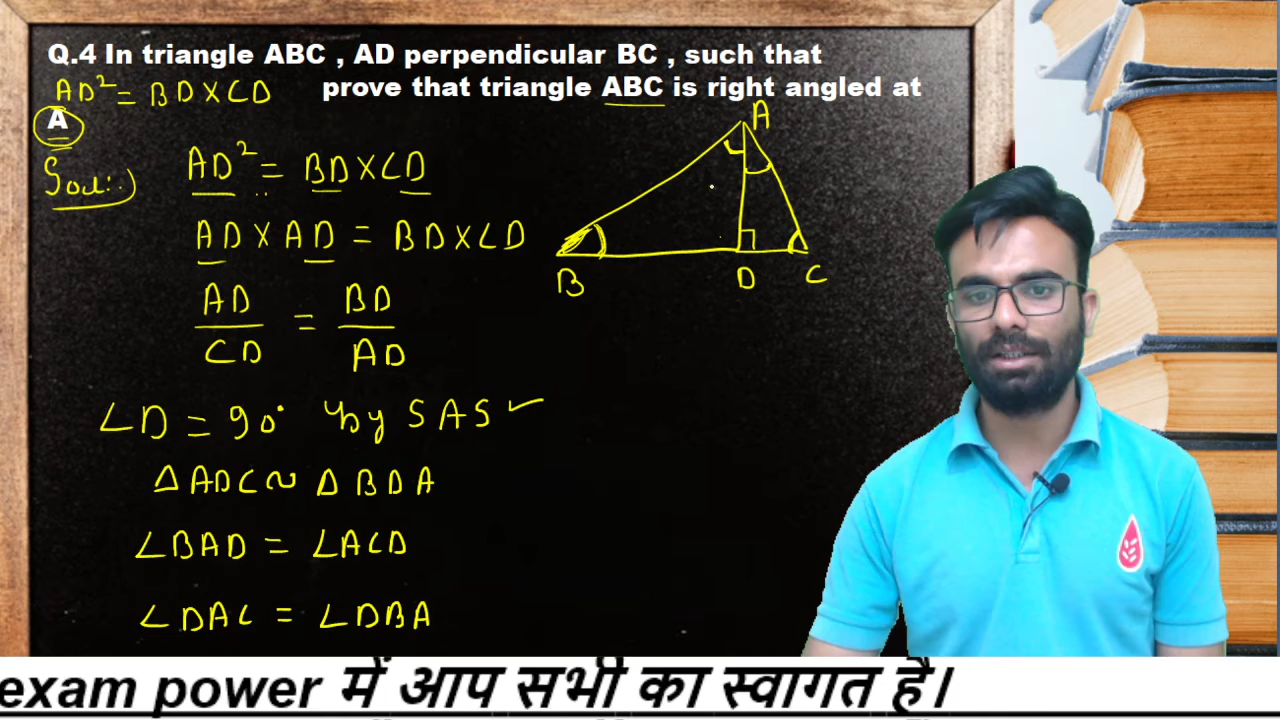 Q.4 In triangle ABC , AD perpendicular BC , such that
AD²= BD×CD prove that triangle ABC is right angled at
A
Sol:-)
AD² = BD×CD
AD × AD = BD×CD
AD/CD = BD/AD
∠D = 90° by SAS ✓
Δ ADC ~ Δ BDA
∠BAD = ∠ACD
∠DAC = ∠DBA
A
B D C
exam power में आप सभी का स्वागत है।